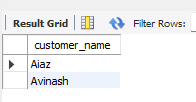 Result Grid Filter Rows:
customer_name
Aiaz
Avinash